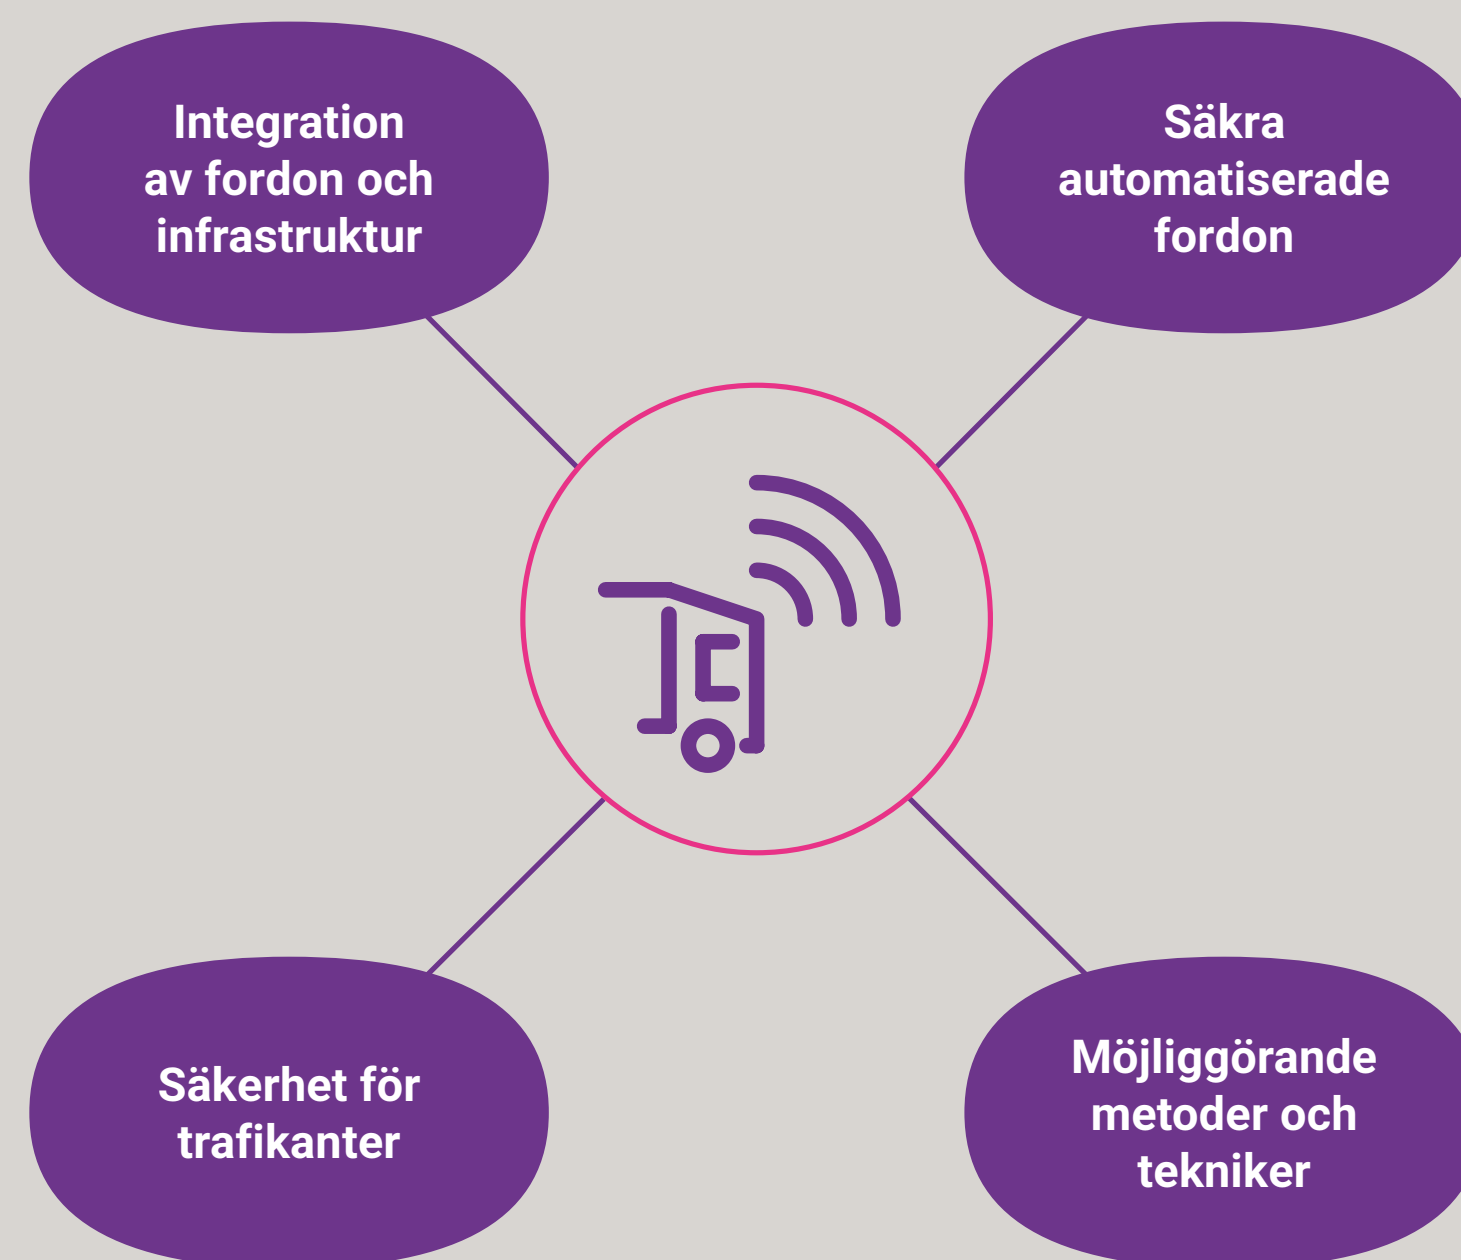 Integration
av fordon och
infrastruktur
Säkra
automatiserade
fordon
Säkerhet för
trafikanter
Möjliggörande
metoder och
tekniker